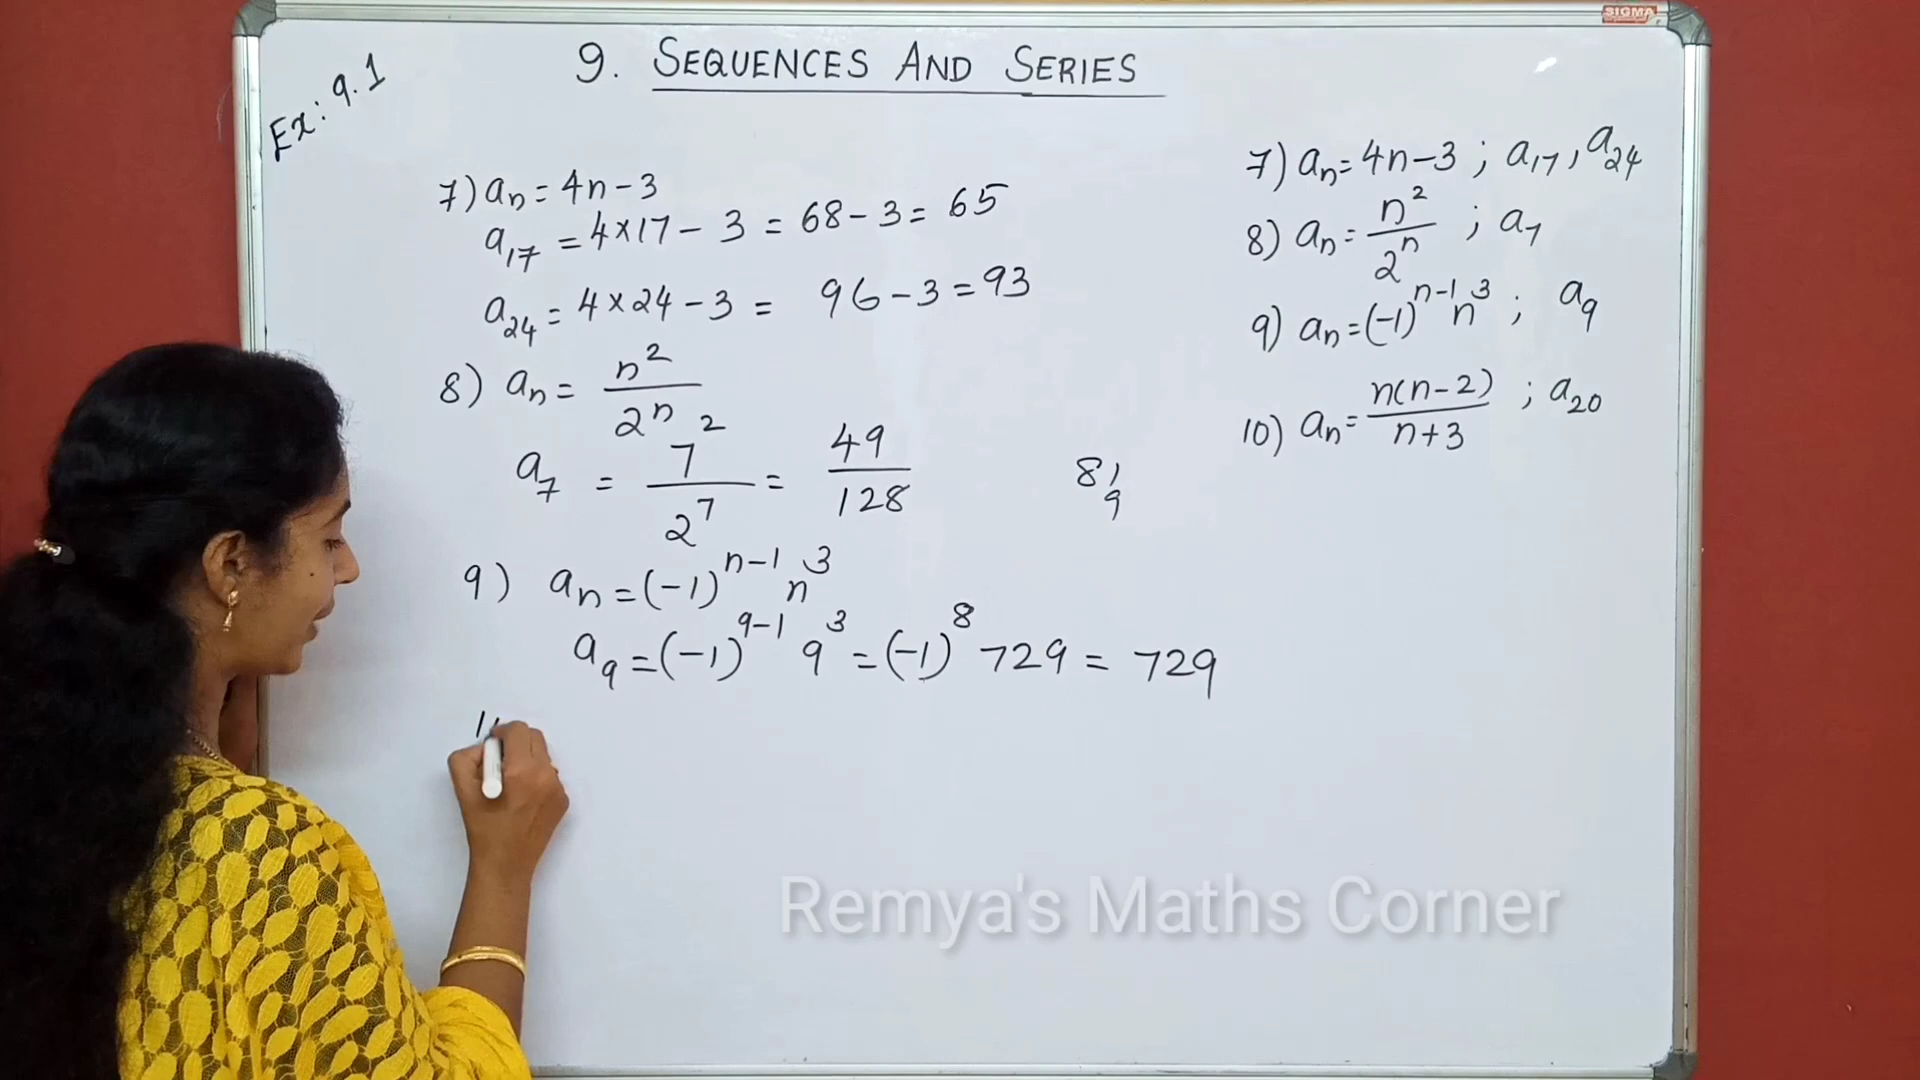 SIGMA
Ex: 9.1
9. SEQUENCES AND SERIES
7) aₙ = 4n - 3
a₁₇ = 4×17 - 3 = 68 - 3 = 65
a₂₄ = 4×24 - 3 = 96 - 3 = 93
8) aₙ = n²/2ⁿ
a₇ = 7²/2⁷ = 49/128
9) aₙ = (-1)ⁿ⁻¹ n³
a₉ = (-1)⁹⁻¹ 9³ = (-1)⁸ 729 = 729
7) aₙ = 4n - 3 ; a₁₇, a₂₄
8) aₙ = n²/2ⁿ ; a₇
9) aₙ = (-1)ⁿ⁻¹ n³ ; a₉
10) aₙ = n(n-2)/n+3 ; a₂₀
81
9
Remya's Maths Corner